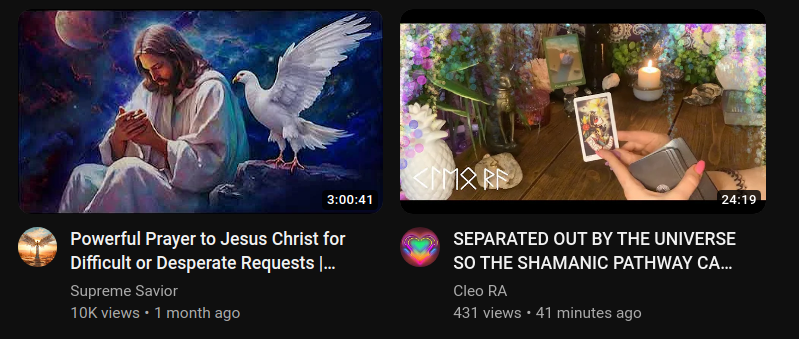 3:00:41
Powerful Prayer to Jesus Christ for
Difficult or Desperate Requests |...
Supreme Savior
10K views • 1 month ago
ᚲᛚᛖᛟ ᚱᚨ
24:19
SEPARATED OUT BY THE UNIVERSE
SO THE SHAMANIC PATHWAY CA...
Cleo RA
431 views • 41 minutes ago